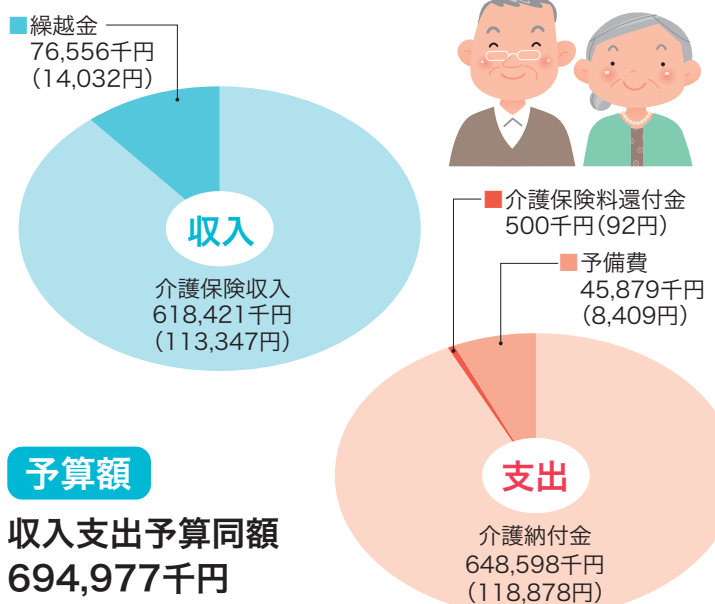 ■繰越金
76,556千円
(14,032円)
収入
介護保険収入
618,421千円
(113,347円)
■介護保険料還付金
500千円(92円)
■予備費
45,879千円
(8,409円)
支出
介護納付金
648,598千円
(118,878円)
予算額
収入支出予算同額
694,977千円